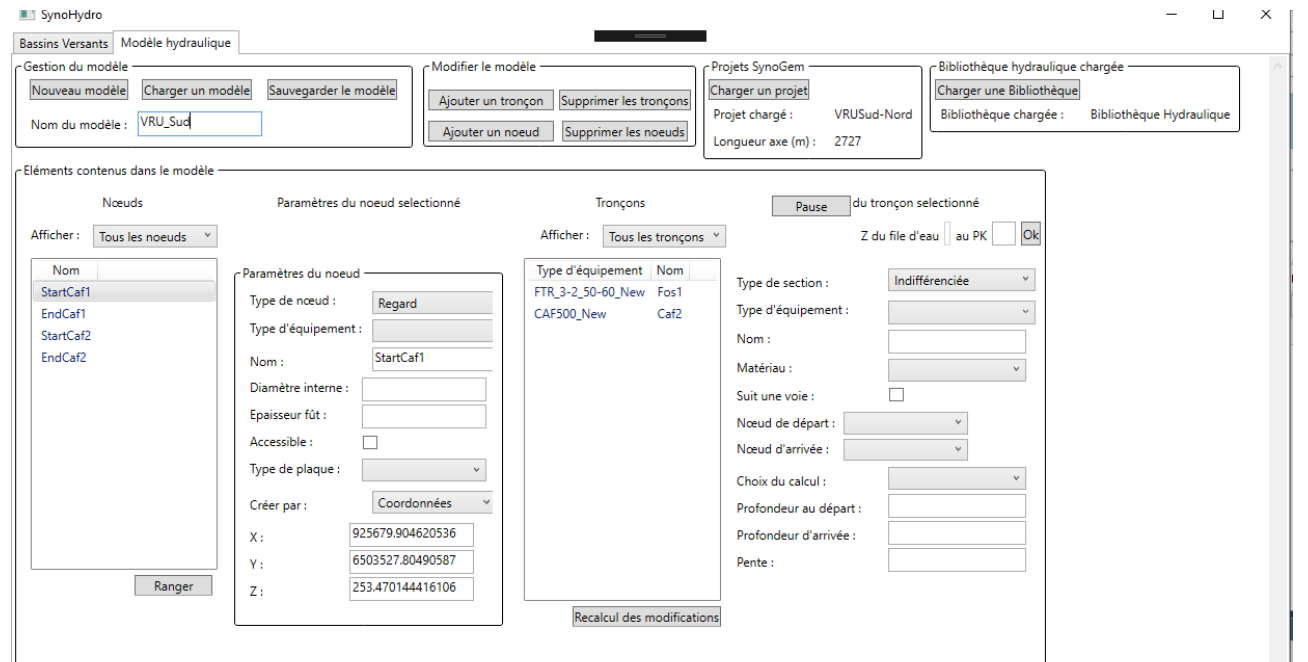 SynoHydro
Bassins Versants Modèle hydraulique
Gestion du modèle
Nouveau modèle Charger un modèle Sauvegarder le modèle
Nom du modèle : VRU_Sud
Modifier le modèle
Ajouter un tronçon Supprimer les tronçons
Ajouter un noeud Supprimer les noeuds
Projets SynoGem
Charger un projet
Projet chargé : VRUSud-Nord
Longueur axe (m) : 2727
Bibliothèque hydraulique chargée
Charger une Bibliothèque
Bibliothèque chargée : Bibliothèque Hydraulique
Eléments contenus dans le modèle
Nœuds
Afficher : Tous les noeuds
Nom
StartCaf1
EndCaf1
StartCaf2
EndCaf2
Ranger
Paramètres du noeud selectionné
Paramètres du noeud
Type de nœud : Regard
Type d'équipement :
Nom : StartCaf1
Diamètre interne :
Epaisseur fût :
Accessible :
Type de plaque :
Créer par : Coordonnées
X : 925679.904620536
Y : 6503527.80490587
Z : 253.470144416106
Tronçons
Afficher : Tous les tronçons
Type d'équipement Nom
FTR_3-2_50-60_New Fos1
CAF500_New Caf2
Recalcul des modifications
Pause du tronçon selectionné
Z du file d'eau au PK Ok
Type de section : Indifférenciée
Type d'équipement :
Nom :
Matériau :
Suit une voie :
Nœud de départ :
Nœud d'arrivée :
Choix du calcul :
Profondeur au départ :
Profondeur d'arrivée :
Pente :